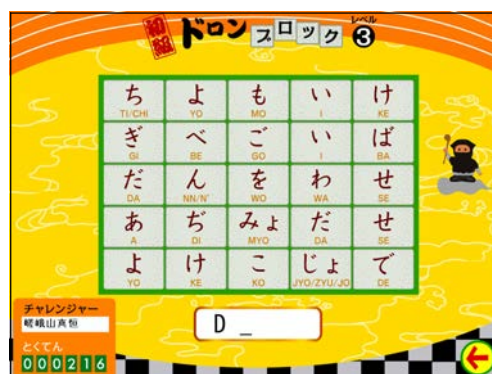 初級 ドロンブロック レベル 3
ち よ も い け
TI/CHI YO MO I KE
ぎ べ ご い ば
GI BE GO I BA
だ ん を わ せ
DA NN/N' WO WA SE
あ ぢ みょ だ せ
A DI MYO DA SE
よ け こ じょ で
YO KE KO JYO/ZYU/JO DE
チャレンジャー
嵯峨山真恒
とくてん
000216
D _